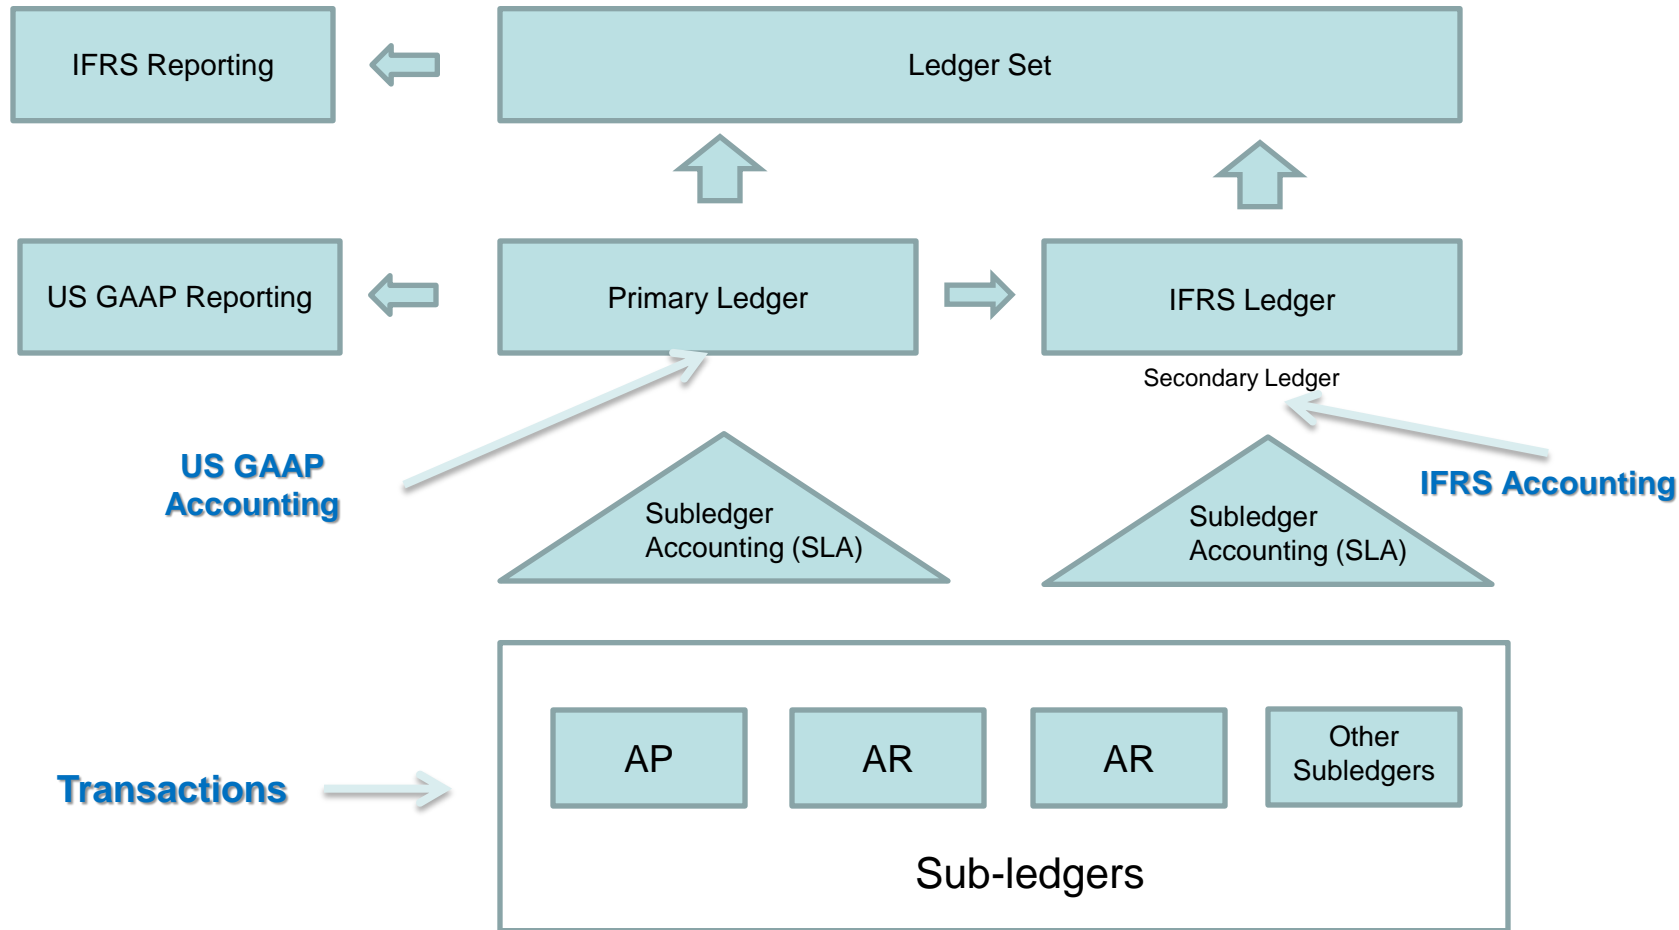 IFRS Reporting
Ledger Set
US GAAP Reporting
Primary Ledger
IFRS Ledger
Secondary Ledger
US GAAP
Accounting
IFRS Accounting
Subledger
Accounting (SLA)
Subledger
Accounting (SLA)
Transactions
AP
AR
AR
Other
Subledgers
Sub-ledgers